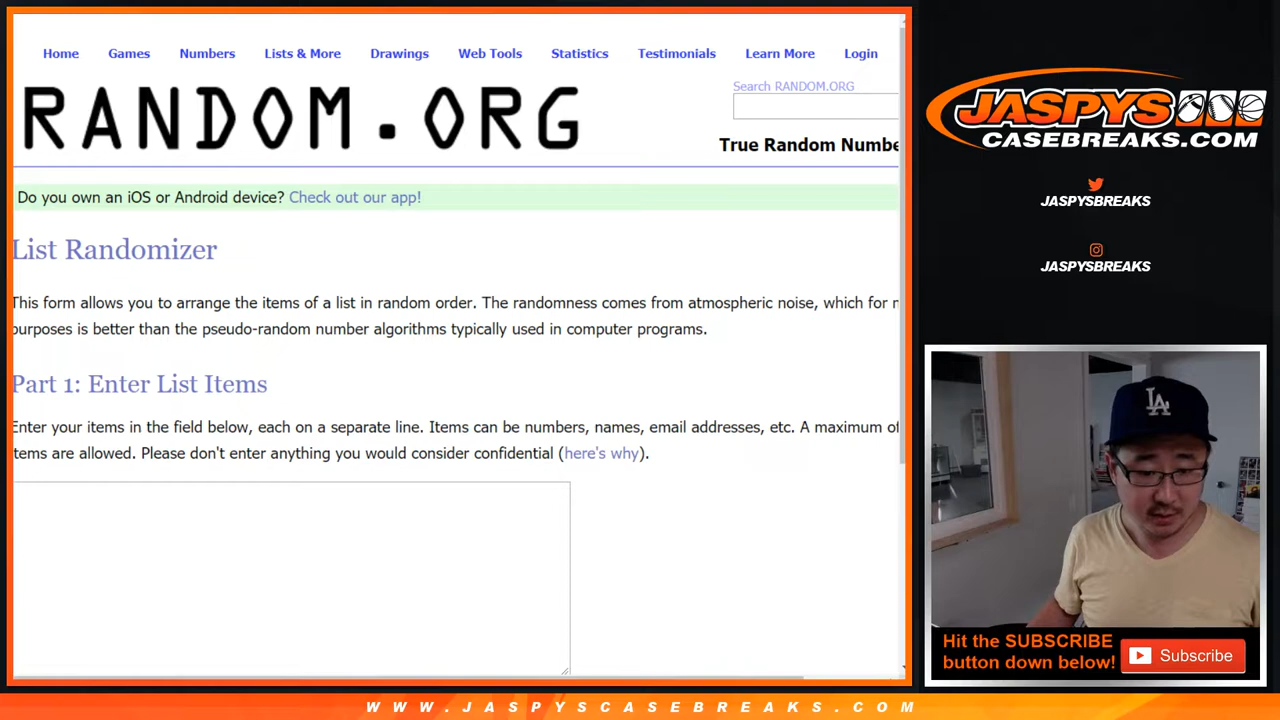 Home Games Numbers Lists & More Drawings Web Tools Statistics Testimonials Learn More Login
RANDOM.ORG
Search RANDOM.ORG
True Random Numbe
Do you own an iOS or Android device? Check out our app!
List Randomizer
This form allows you to arrange the items of a list in random order. The randomness comes from atmospheric noise, which for
purposes is better than the pseudo-random number algorithms typically used in computer programs.
Part 1: Enter List Items
Enter your items in the field below, each on a separate line. Items can be numbers, names, email addresses, etc. A maximum of
items are allowed. Please don't enter anything you would consider confidential (here's why).
JASPYS
CASEBREAKS.COM
JASPYSBREAKS
JASPYSBREAKS
LA
Hit the SUBSCRIBE
button down below!
Subscribe
WWW.JASPYSCASEBREAKS.COM